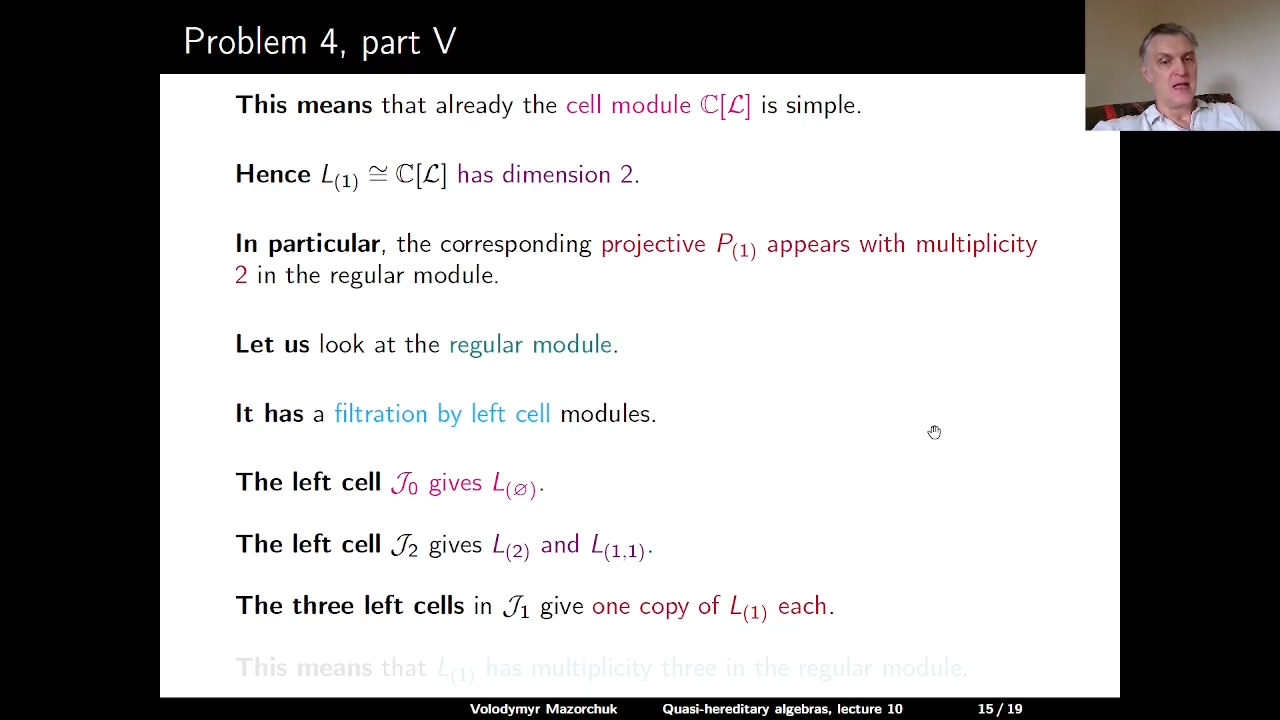 Problem 4, part V
This means that already the cell module ℂ[ℒ] is simple.
Hence L₍₁₎ ≅ ℂ[ℒ] has dimension 2.
In particular, the corresponding projective P₍₁₎ appears with multiplicity
2 in the regular module.
Let us look at the regular module.
It has a filtration by left cell modules.
The left cell 𝒥₀ gives L_(∅).
The left cell 𝒥₂ gives L_(2) and L_(1,1).
The three left cells in 𝒥₁ give one copy of L₍₁₎ each.
This means that L₍₁₎ has multiplicity three in the regular module.
Volodymyr Mazorchuk Quasi-hereditary algebras, lecture 10 15 / 19